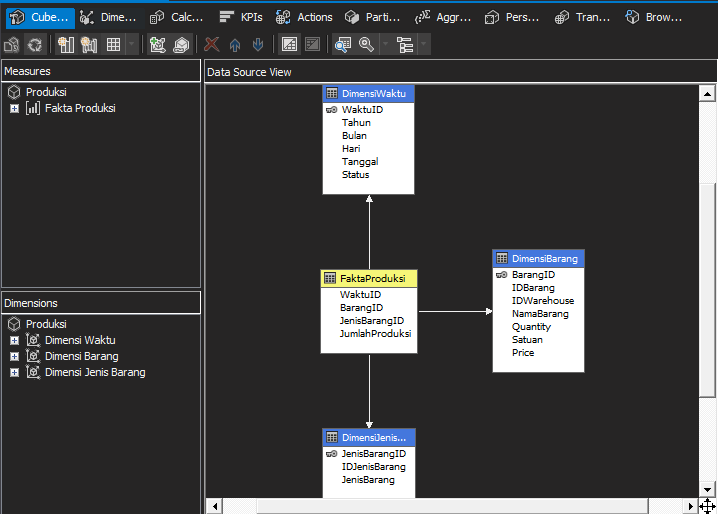 Cube...
Dime...
Calc...
KPIs
Actions
Parti...
Aggr...
Pers...
Tran...
Brow...
Measures
Produksi
Fakta Produksi
Dimensions
Produksi
Dimensi Waktu
Dimensi Barang
Dimensi Jenis Barang
Data Source View
DimensiWaktu
WaktuID
Tahun
Bulan
Hari
Tanggal
Status
FaktaProduksi
WaktuID
BarangID
JenisBarangID
JumlahProduksi
DimensiBarang
BarangID
IDBarang
IDWarehouse
NamaBarang
Quantity
Satuan
Price
DimensiJenis...
JenisBarangID
IDJenisBarang
JenisBarang